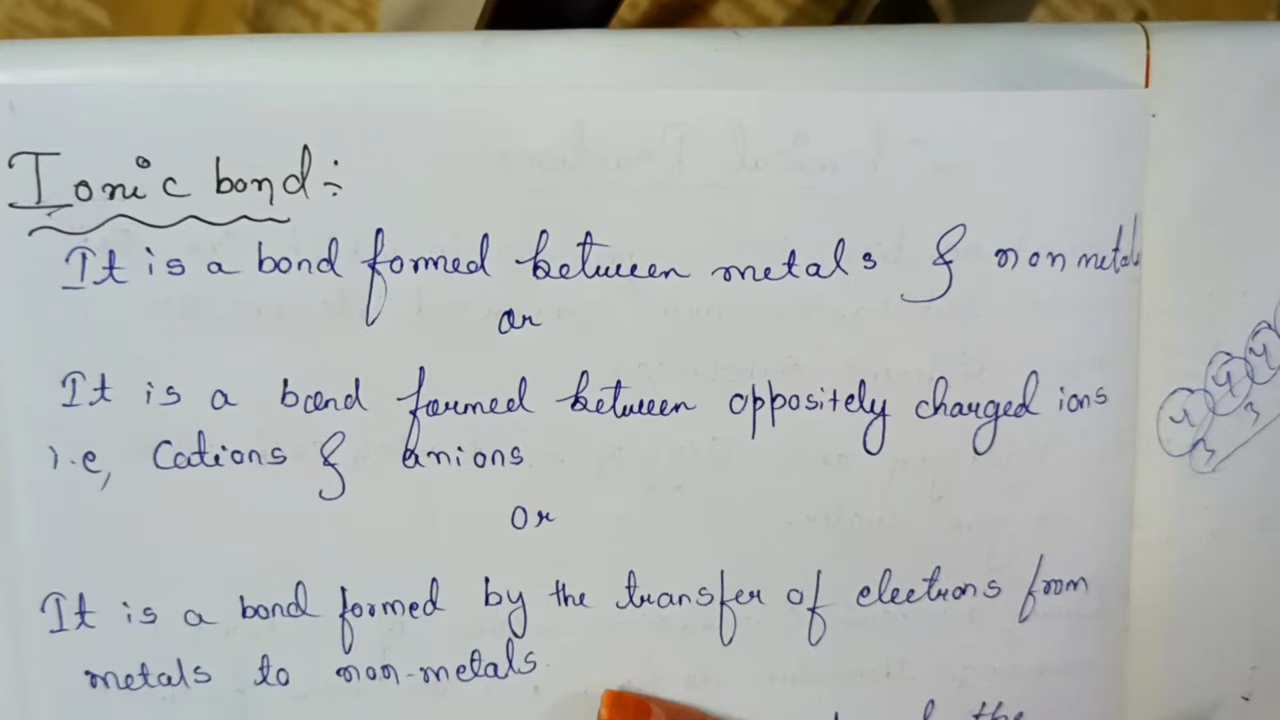 Ionic bond:
It is a bond formed between metals & non metals
or
It is a bond formed between oppositely charged ions
i.e, Cations & anions
Or
It is a bond formed by the transfer of electrons from
metals to non-metals.
the